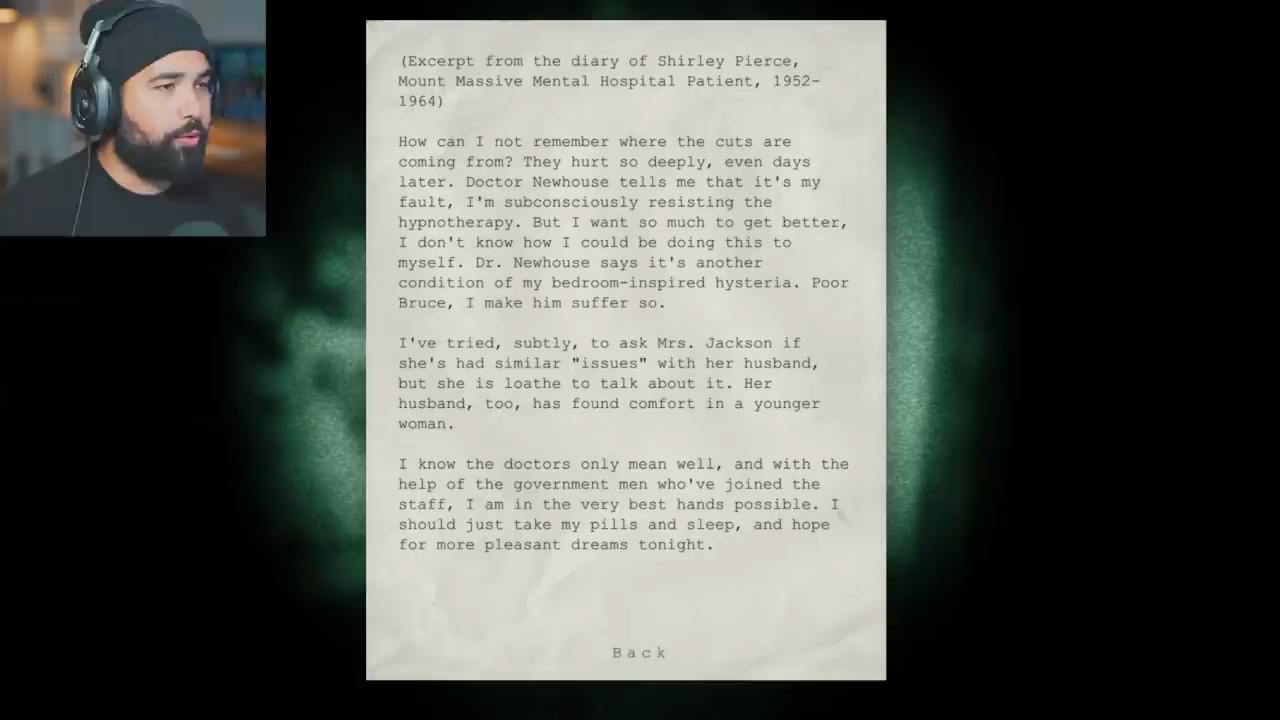 (Excerpt from the diary of Shirley Pierce,
Mount Massive Mental Hospital Patient, 1952-
1964)
How can I not remember where the cuts are
coming from? They hurt so deeply, even days
later. Doctor Newhouse tells me that it's my
fault, I'm subconsciously resisting the
hypnotherapy. But I want so much to get better,
I don't know how I could be doing this to
myself. Dr. Newhouse says it's another
condition of my bedroom-inspired hysteria. Poor
Bruce, I make him suffer so.
I've tried, subtly, to ask Mrs. Jackson if
she's had similar "issues" with her husband,
but she is loathe to talk about it. Her
husband, too, has found comfort in a younger
woman.
I know the doctors only mean well, and with the
help of the government men who've joined the
staff, I am in the very best hands possible. I
should just take my pills and sleep, and hope
for more pleasant dreams tonight.
Back